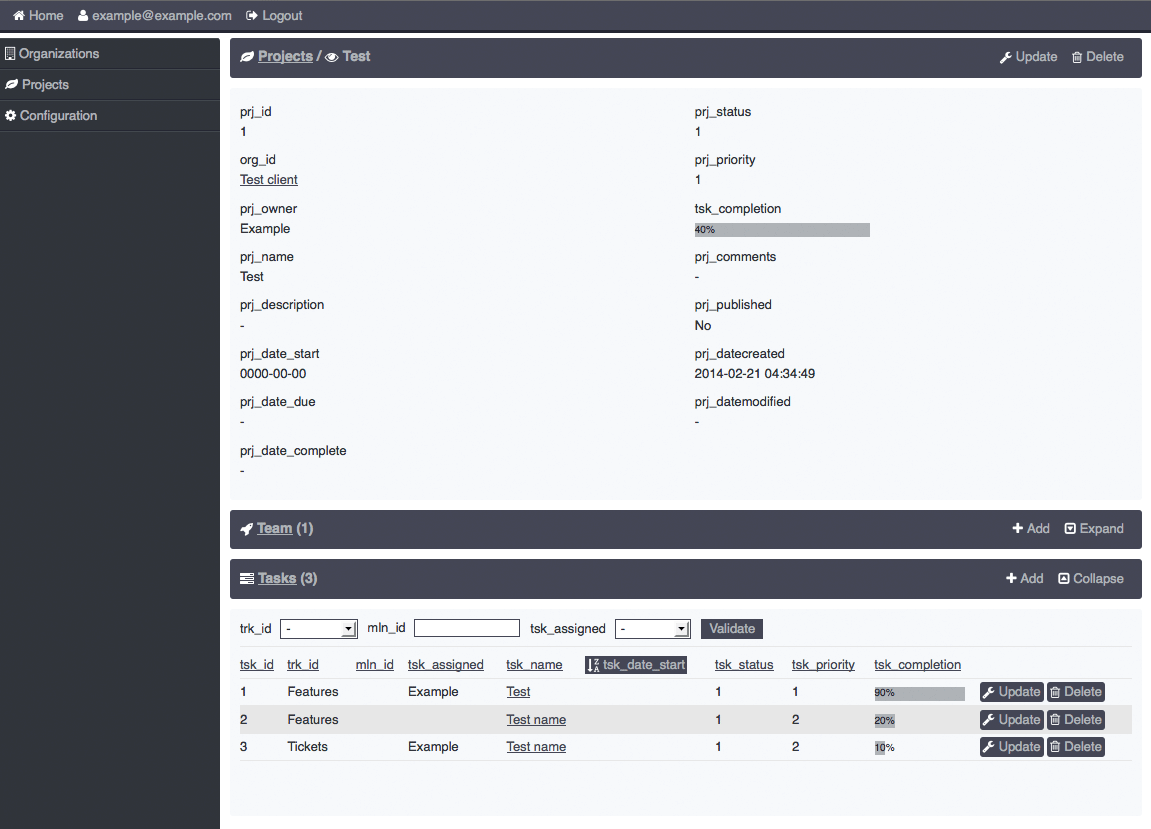 Home example@example.com Logout
Organizations
Projects
Configuration
Projects / Test Update Delete
prj_id prj_status
1 1
org_id prj_priority
Test client 1
prj_owner tsk_completion
Example 40%
prj_name prj_comments
Test -
prj_description prj_published
- No
prj_date_start prj_datecreated
0000-00-00 2014-02-21 04:34:49
prj_date_due prj_datemodified
- -
prj_date_complete
-
Team (1) Add Expand
Tasks (3) Add Collapse
trk_id - mln_id tsk_assigned - Validate
tsk_id trk_id mln_id tsk_assigned tsk_name tsk_date_start tsk_status tsk_priority tsk_completion
1 Features Example Test 1 1 90% Update Delete
2 Features Test name 1 2 20% Update Delete
3 Tickets Example Test name 1 2 10% Update Delete